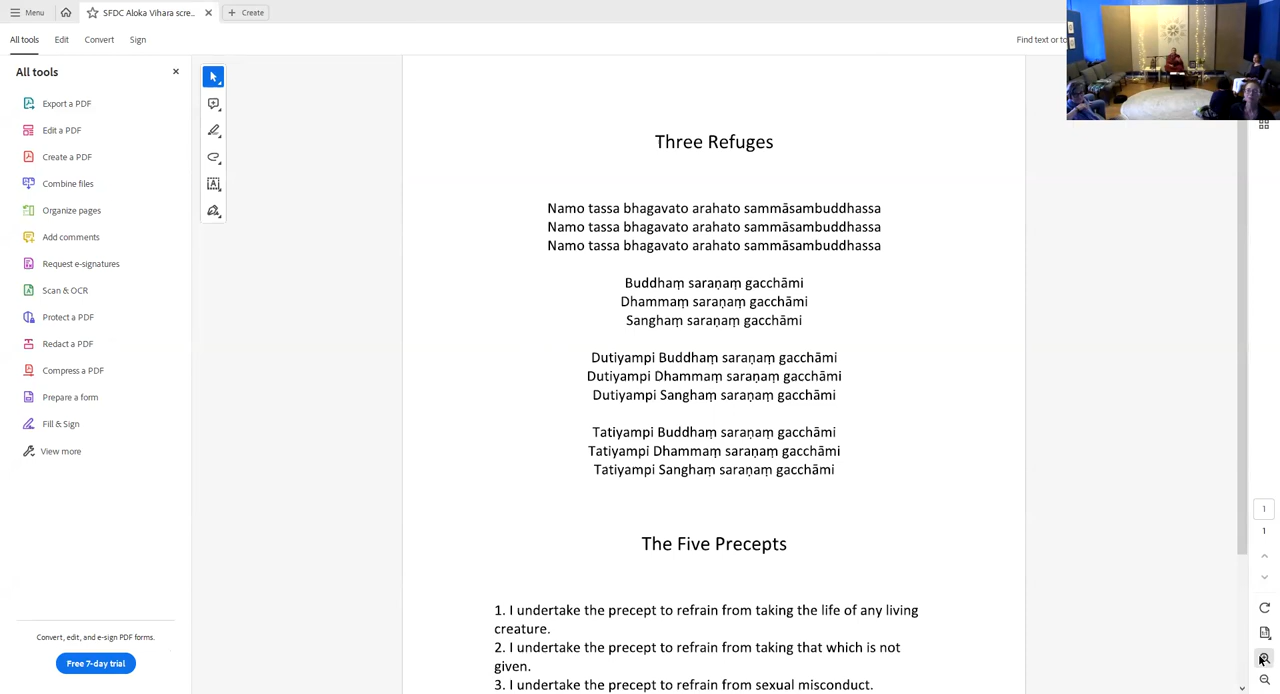 Menu
SFDC Aloka Vihara scre...
Create
All tools
Edit
Convert
Sign
Find text or to
All tools
Export a PDF
Edit a PDF
Create a PDF
Combine files
Organize pages
Add comments
Request e-signatures
Scan & OCR
Protect a PDF
Redact a PDF
Compress a PDF
Prepare a form
Fill & Sign
View more
Convert, edit, and e-sign PDF forms.
Free 7-day trial
Three Refuges
Namo tassa bhagavato arahato sammāsambuddhassa
Namo tassa bhagavato arahato sammāsambuddhassa
Namo tassa bhagavato arahato sammāsambuddhassa
Buddhaṃ saraṇaṃ gacchāmi
Dhammaṃ saraṇaṃ gacchāmi
Sanghaṃ saraṇaṃ gacchāmi
Dutiyampi Buddhaṃ saraṇaṃ gacchāmi
Dutiyampi Dhammaṃ saraṇaṃ gacchāmi
Dutiyampi Sanghaṃ saraṇaṃ gacchāmi
Tatiyampi Buddhaṃ saraṇaṃ gacchāmi
Tatiyampi Dhammaṃ saraṇaṃ gacchāmi
Tatiyampi Sanghaṃ saraṇaṃ gacchāmi
The Five Precepts
1. I undertake the precept to refrain from taking the life of any living
creature.
2. I undertake the precept to refrain from taking that which is not
given.
3. I undertake the precept to refrain from sexual misconduct.
1
1